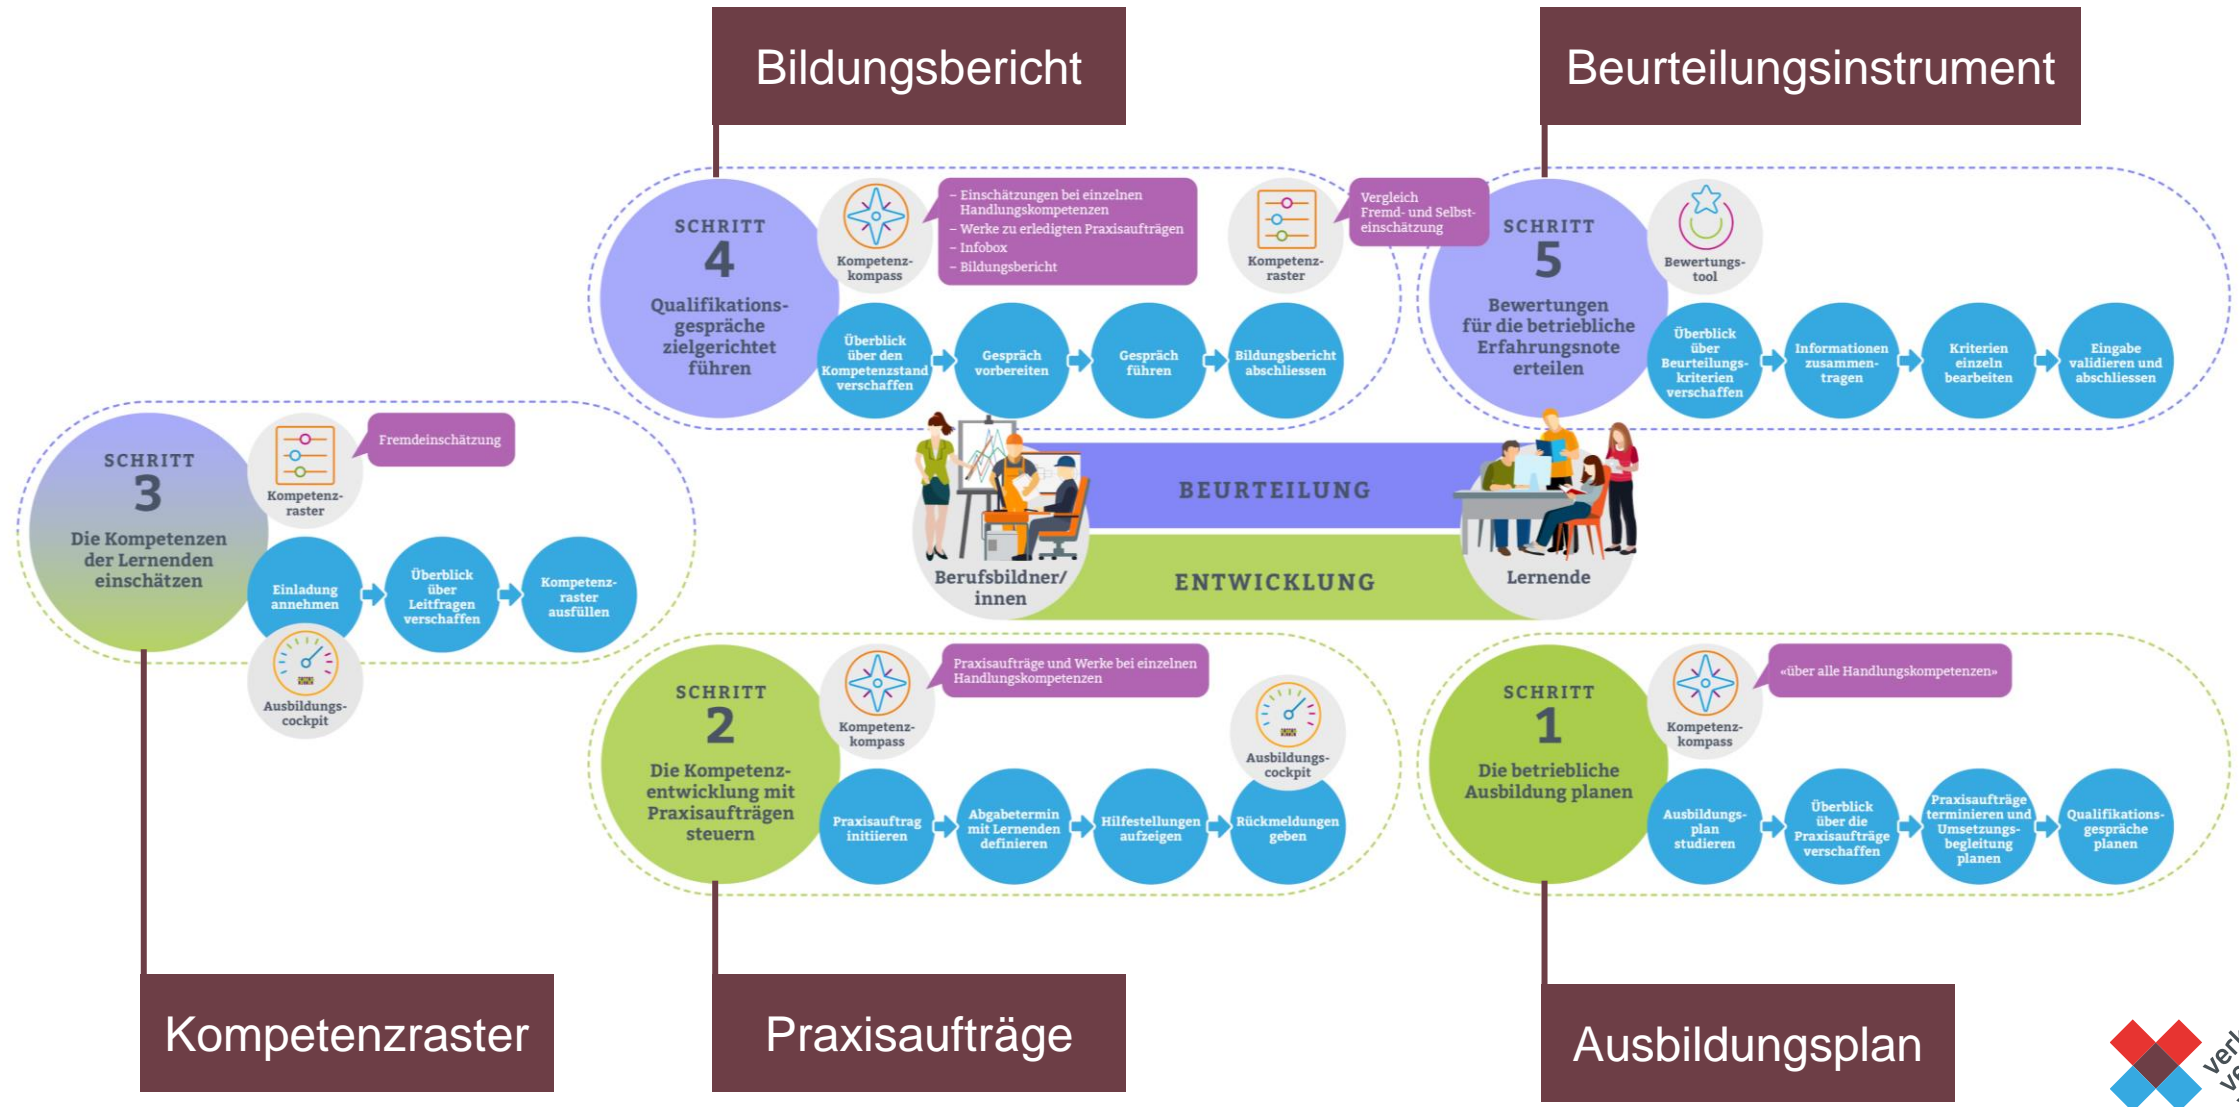 Bildungsbericht
Beurteilungsinstrument
SCHRITT
4
Qualifikations-
gespräche
zielgerichtet
führen
Kompetenz-
kompass
– Einschätzungen bei einzelnen
Handlungskompetenzen
– Werke zu erledigten Praxisaufträgen
– Infobox
– Bildungsbericht
Kompetenz-
raster
Vergleich
Fremd- und Selbst-
einschätzung
Überblick
über den
Kompetenzstand
verschaffen
Gespräch
vorbereiten
Gespräch
führen
Bildungsbericht
abschliessen
SCHRITT
5
Bewertungen
für die betriebliche
Erfahrungsnote
erteilen
Bewertungs-
tool
Überblick
über
Beurteilungs-
kriterien
verschaffen
Informationen
zusammen-
tragen
Kriterien
einzeln
bearbeiten
Eingabe
validieren und
abschliessen
SCHRITT
3
Die Kompetenzen
der Lernenden
einschätzen
Kompetenz-
raster
Fremdeinschätzung
Einladung
annehmen
Überblick
über
Leitfragen
verschaffen
Kompetenz-
raster
ausfüllen
Ausbildungs-
cockpit
BEURTEILUNG
ENTWICKLUNG
Berufsbildner/
innen
Lernende
SCHRITT
2
Die Kompetenz-
entwicklung mit
Praxisaufträgen
steuern
Kompetenz-
kompass
Praxisaufträge und Werke bei einzelnen
Handlungskompetenzen
Ausbildungs-
cockpit
Praxisauftrag
initiieren
Abgabetermin
mit Lernenden
definieren
Hilfestellungen
aufzeigen
Rückmeldungen
geben
SCHRITT
1
Die betriebliche
Ausbildung planen
Kompetenz-
kompass
«über alle Handlungskompetenzen»
Ausbildungs-
plan
studieren
Überblick
über die
Praxisaufträge
verschaffen
Praxisaufträge
terminieren und
Umsetzungs-
begleitung
planen
Qualifikations-
gespräche
planen
Kompetenzraster
Praxisaufträge
Ausbildungsplan